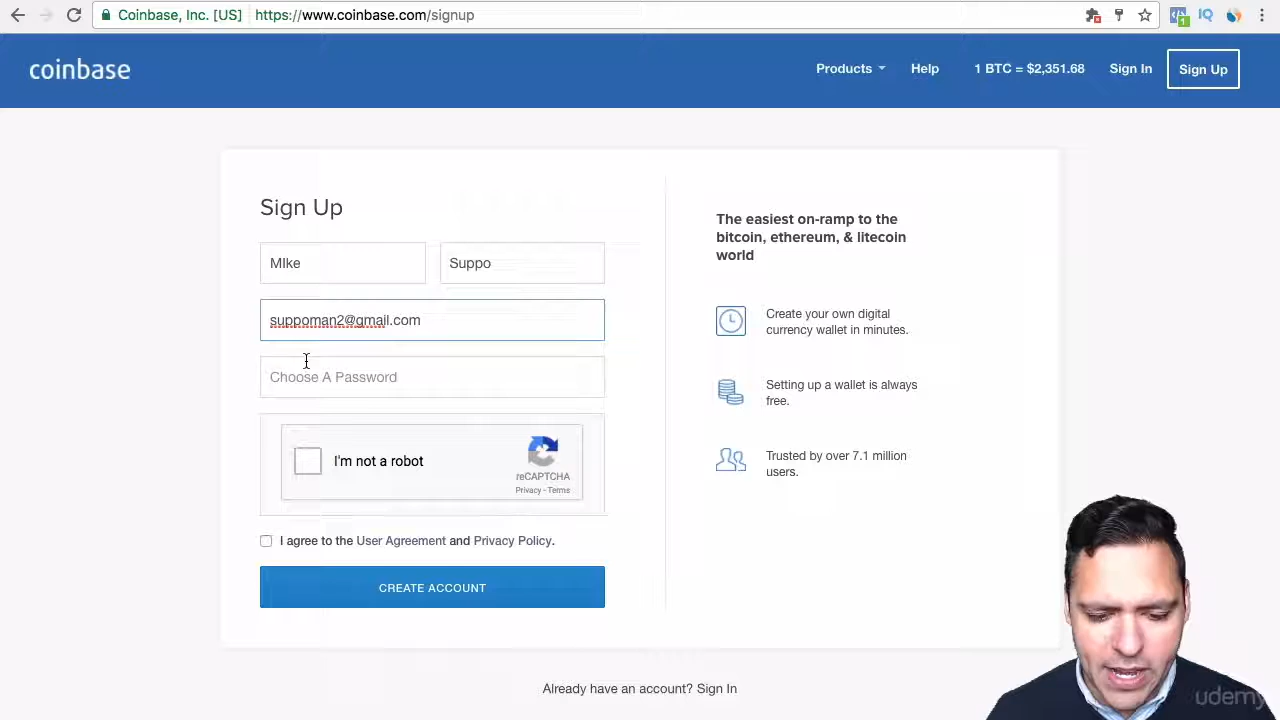 Coinbase, Inc. [US] https://www.coinbase.com/signup
1
coinbase
Products Help 1 BTC = $2,351.68 Sign In Sign Up
Sign Up
MIke Suppo
suppoman2@gmail.com
Choose A Password
I'm not a robot
reCAPTCHA
Privacy - Terms
I agree to the User Agreement and Privacy Policy.
CREATE ACCOUNT
The easiest on-ramp to the
bitcoin, ethereum, & litecoin
world
Create your own digital
currency wallet in minutes.
Setting up a wallet is always
free.
Trusted by over 7.1 million
users.
Already have an account? Sign In
udemy